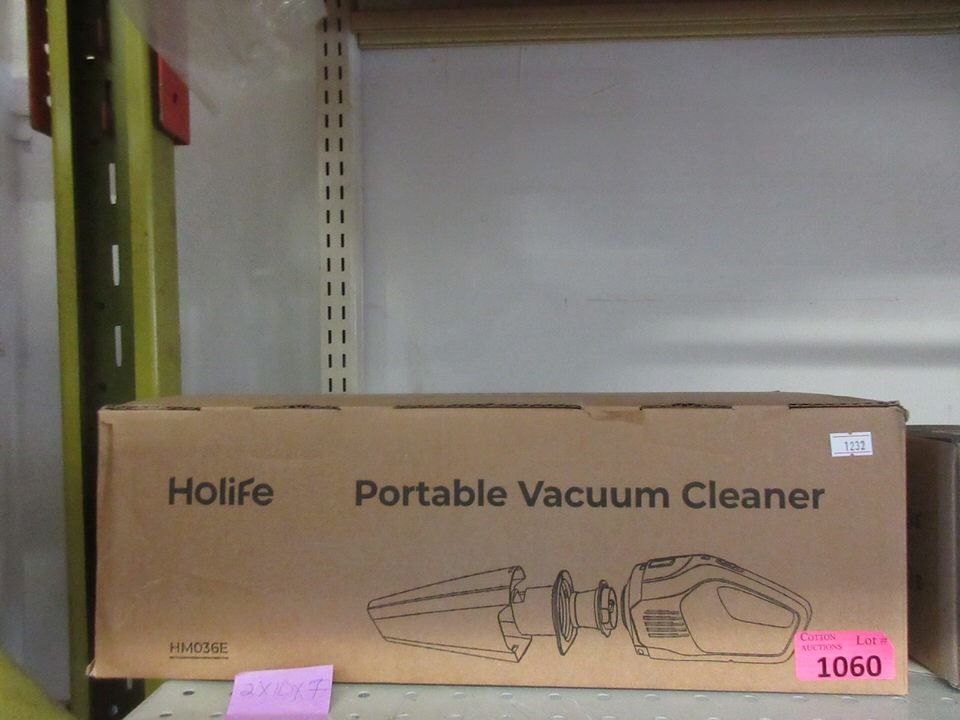 1232
Holife
Portable Vacuum Cleaner
HM036E
COTTON
AUCTIONS
Lot #
1060
2X10X7